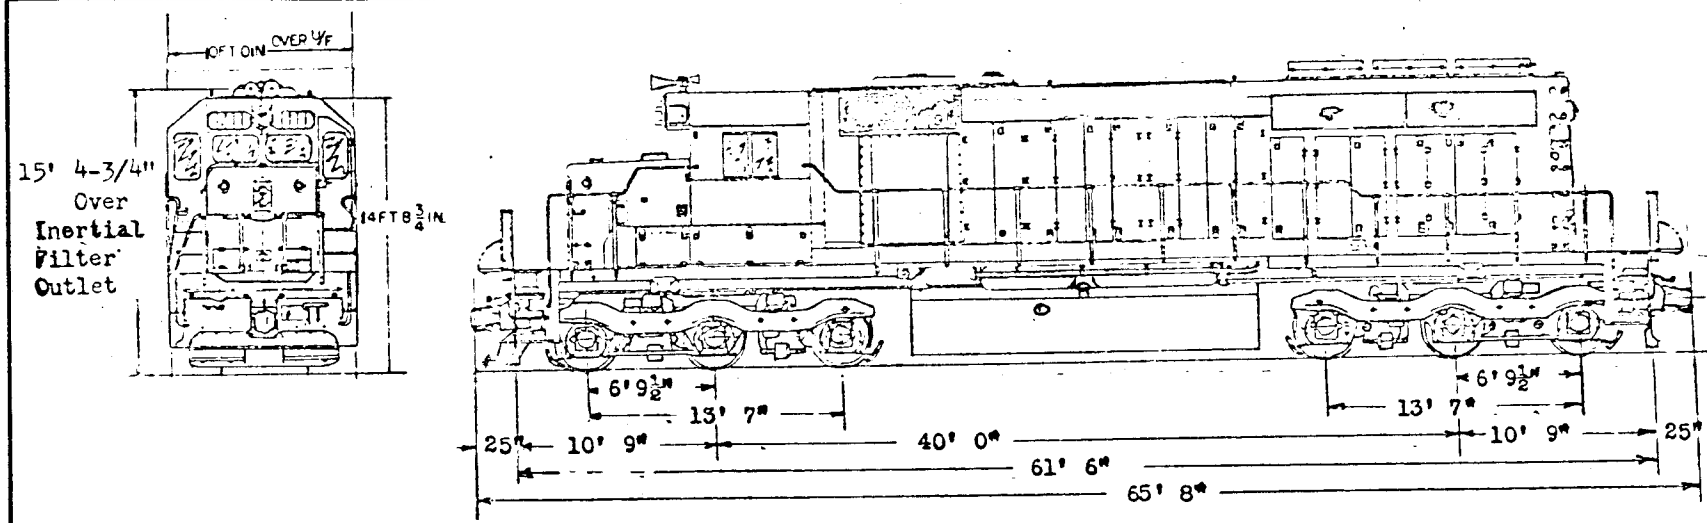 10FT 0IN OVER U/F
15' 4-3/4"
Over
Inertial
Filter
Outlet
14FT 8 3/4 IN.
6' 9 1/2"
6' 9 1/2"
13' 7"
13' 7"
25"
10' 9"
40' 0"
10' 9"
25"
61' 6"
65' 8"